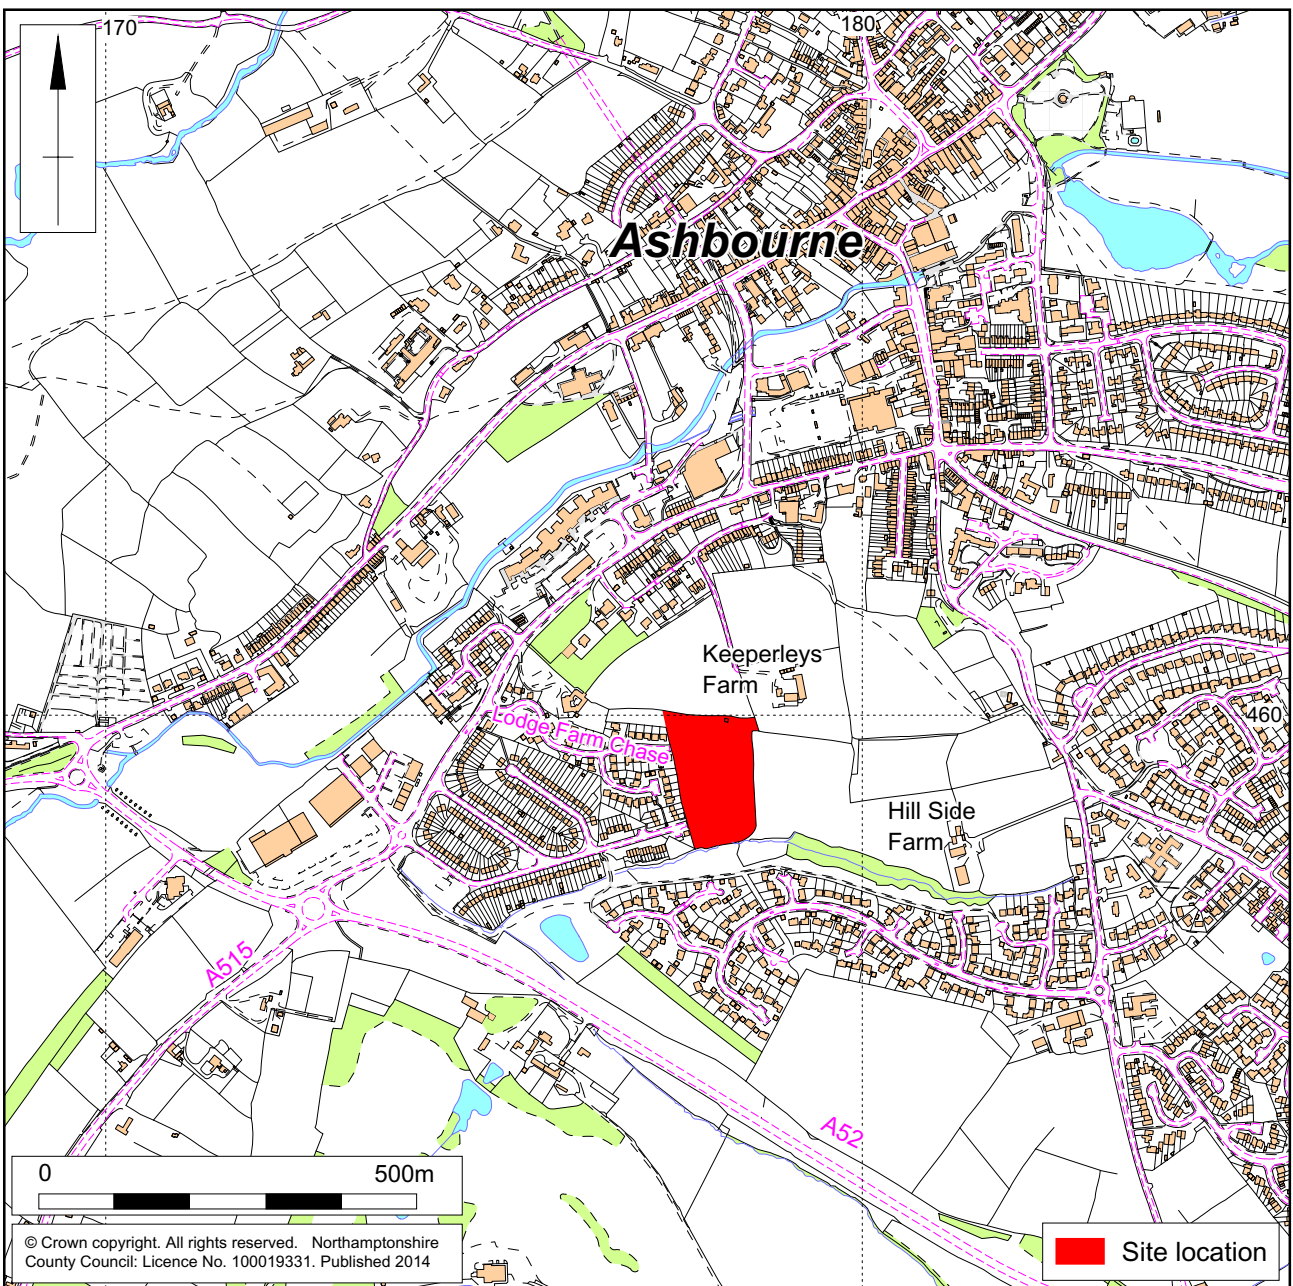 170
180
Ashbourne
Keeperleys
Farm
460
Lodge Farm Chase
Hill Side
Farm
A515
A52
0 500m
© Crown copyright. All rights reserved. Northamptonshire
County Council: Licence No. 100019331. Published 2014
Site location